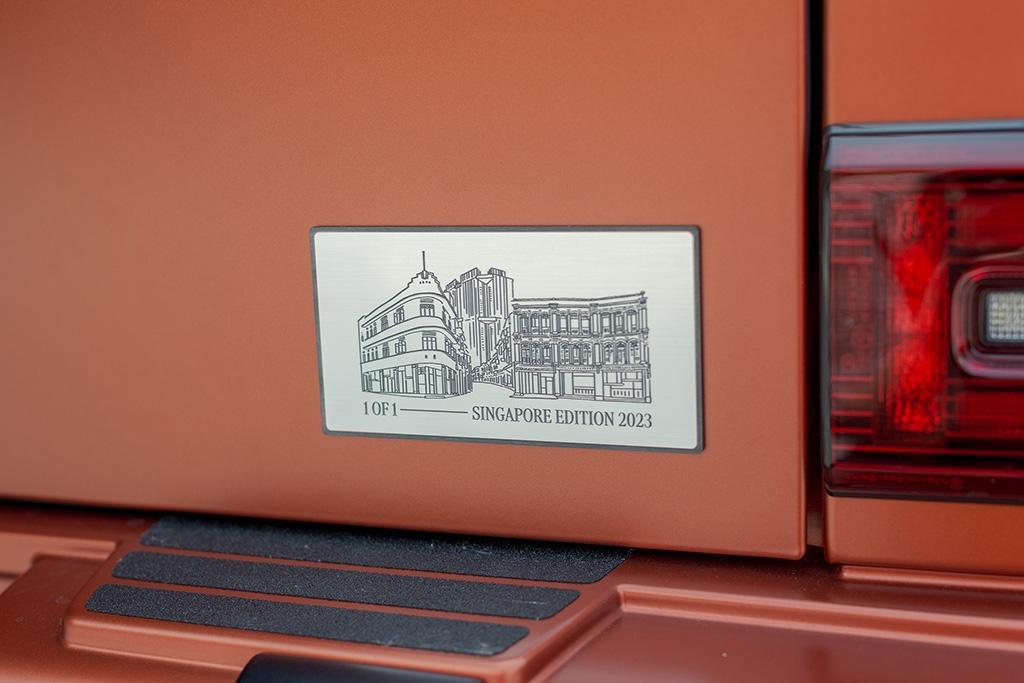 1 OF 1 SINGAPORE EDITION 2023